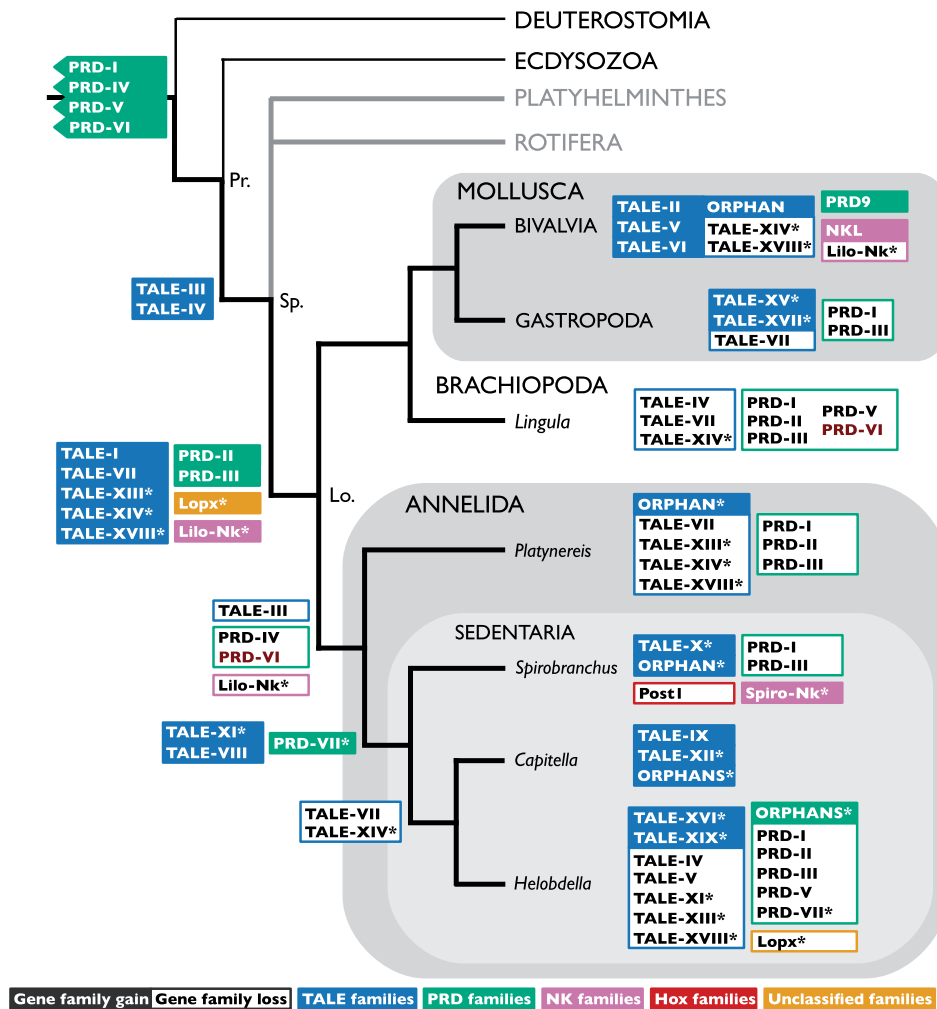 DEUTEROSTOMIA
ECDYSOZOA
PLATYHELMINTHES
ROTIFERA
PRD-I
PRD-IV
PRD-V
PRD-VI
Pr.
TALE-III
TALE-IV
Sp.
MOLLUSCA
BIVALVIA
TALE-II
TALE-V
TALE-VI
ORPHAN
TALE-XIV*
TALE-XVIII*
PRD9
NKL
Lilo-Nk*
GASTROPODA
TALE-XV*
TALE-XVII*
TALE-VII
PRD-I
PRD-III
BRACHIOPODA
Lingula
TALE-IV
TALE-VII
TALE-XIV*
PRD-I
PRD-II
PRD-III
PRD-V
PRD-VI
TALE-I
TALE-VII
TALE-XIII*
TALE-XIV*
TALE-XVIII*
PRD-II
PRD-III
Lopx*
Lilo-Nk*
Lo.
ANNELIDA
Platynereis
ORPHAN*
TALE-VII
TALE-XIII*
TALE-XIV*
TALE-XVIII*
PRD-I
PRD-II
PRD-III
TALE-III
PRD-IV
PRD-VI
Lilo-Nk*
SEDENTARIA
Spirobranchus
TALE-X*
ORPHAN*
PRD-I
PRD-III
Post1
Spiro-Nk*
TALE-XI*
TALE-VIII
PRD-VII*
Capitella
TALE-IX
TALE-XII*
ORPHANS*
TALE-VII
TALE-XIV*
Helobdella
TALE-XVI*
TALE-XIX*
TALE-IV
TALE-V
TALE-XI*
TALE-XIII*
TALE-XVIII*
ORPHANS*
PRD-I
PRD-II
PRD-III
PRD-V
PRD-VII*
Lopx*
Gene family gain Gene family loss TALE families PRD families NK families Hox families Unclassified families